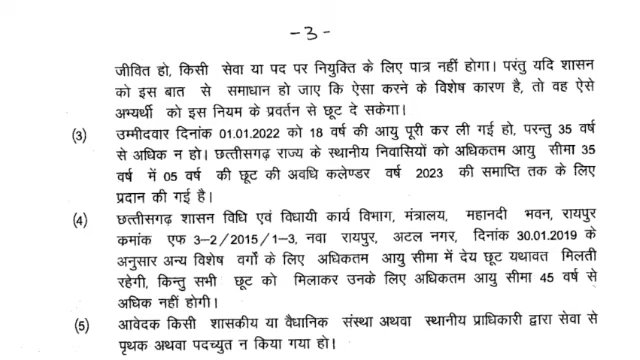 -3-
जीवित हो, किसी सेवा या पद पर नियुक्ति के लिए पात्र नहीं होगा। परंतु यदि शासन
को इस बात से समाधान हो जाए कि ऐसा करने के विशेष कारण है, तो वह ऐसे
अभ्यर्थी को इस नियम के प्रवर्तन से छूट दे सकेगा।
(3) उम्मीदवार दिनांक 01.01.2022 को 18 वर्ष की आयु पूरी कर ली गई हो, परन्तु 35 वर्ष
से अधिक न हो। छत्तीसगढ़ राज्य के स्थानीय निवासियों को अधिकतम आयु सीमा 35
वर्ष में 05 वर्ष की छूट की अवधि कलेण्डर वर्ष 2023 की समाप्ति तक के लिए
प्रदान की गई है।
(4) छत्तीसगढ़ शासन विधि एवं विधायी कार्य विभाग, मंत्रालय, महानदी भवन, रायपुर
कमांक एफ 3-2/2015/1-3, नवा रायपुर, अटल नगर, दिनांक 30.01.2019 के
अनुसार अन्य विशेष वर्गो के लिए अधिकतम आयु सीमा में देय छूट यथावत मिलती
रहेगी, किन्तु सभी छूट को मिलाकर उनके लिए अधिकतम आयु सीमा 45 वर्ष से
अधिक नहीं होगी।
(5) आवेदक किसी शासकीय या वैधानिक संस्था अथवा स्थानीय प्राधिकारी द्वारा सेवा से
पृथक अथवा पदच्युत न किया गया हो।